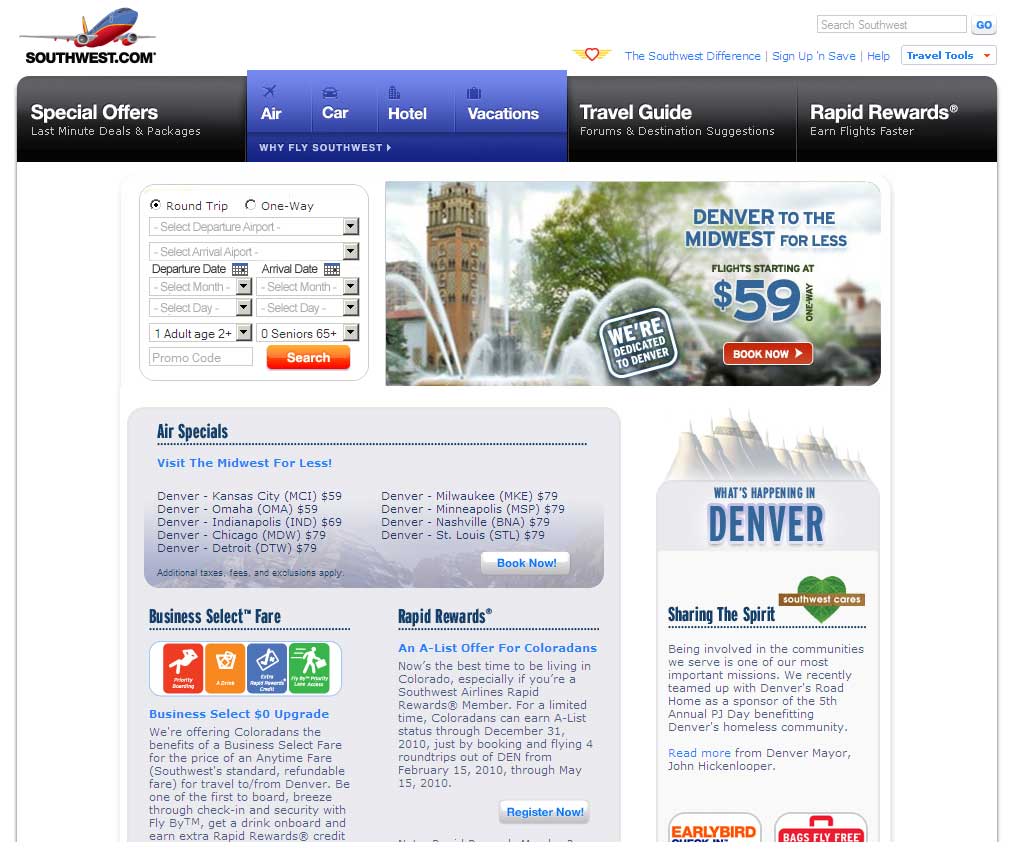 SOUTHWEST.COM®
Search Southwest
GO
The Southwest Difference | Sign Up 'n Save | Help
Travel Tools
Special Offers
Last Minute Deals & Packages
Air
Car
Hotel
Vacations
WHY FLY SOUTHWEST
Travel Guide
Forums & Destination Suggestions
Rapid Rewards®
Earn Flights Faster
Round Trip One-Way
- Select Departure Airport -
- Select Arrival Aiport -
Departure Date Arrival Date
- Select Month - - Select Month -
- Select Day - - Select Day -
1 Adult age 2+ 0 Seniors 65+
Promo Code
Search
DENVER TO THE
MIDWEST FOR LESS
FLIGHTS STARTING AT
$59 ONE-WAY
BOOK NOW
WE'RE
DEDICATED
TO DENVER
Air Specials
Visit The Midwest For Less!
Denver - Kansas City (MCI) $59
Denver - Omaha (OMA) $59
Denver - Indianapolis (IND) $69
Denver - Chicago (MDW) $79
Denver - Detroit (DTW) $79
Denver - Milwaukee (MKE) $79
Denver - Minneapolis (MSP) $79
Denver - Nashville (BNA) $79
Denver - St. Louis (STL) $79
Book Now!
Additional taxes, fees, and exclusions apply.
Business Select™ Fare
Priority
Boarding
A Drink
Extra
Rapid Rewards®
Credit
Fly By™ Priority
Lane Access
Business Select $0 Upgrade
We're offering Coloradans the
benefits of a Business Select Fare
for the price of an Anytime Fare
(Southwest's standard, refundable
fare) for travel to/from Denver. Be
one of the first to board, breeze
through check-in and security with
Fly By™, get a drink onboard and
earn extra Rapid Rewards® credit
Rapid Rewards®
An A-List Offer For Coloradans
Now's the best time to be living in
Colorado, especially if you're a
Southwest Airlines Rapid
Rewards® Member. For a limited
time, Coloradans can earn A-List
status through December 31,
2010, just by booking and flying 4
roundtrips out of DEN from
February 15, 2010, through May
15, 2010.
Register Now!
WHAT'S HAPPENING IN
DENVER
southwest cares
Sharing The Spirit
Being involved in the communities
we serve is one of our most
important missions. We recently
teamed up with Denver's Road
Home as a sponsor of the 5th
Annual PJ Day benefitting
Denver's homeless community.
Read more from Denver Mayor,
John Hickenlooper.
EARLYBIRD
CHECK-IN™
BAGS FLY FREE